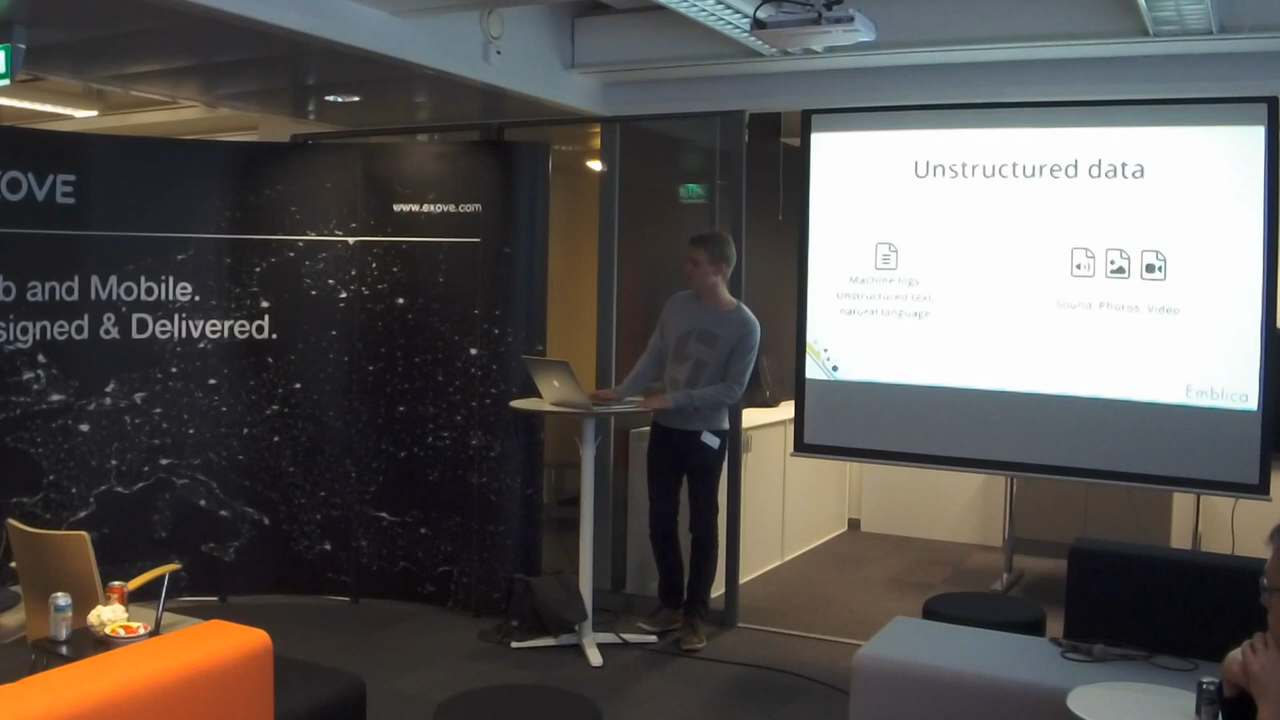 XOVE
www.exove.com
b and Mobile.
signed & Delivered.
Unstructured data
Machine logs
Unstructured text,
natural language
Sound, Photos, Video
Emblica